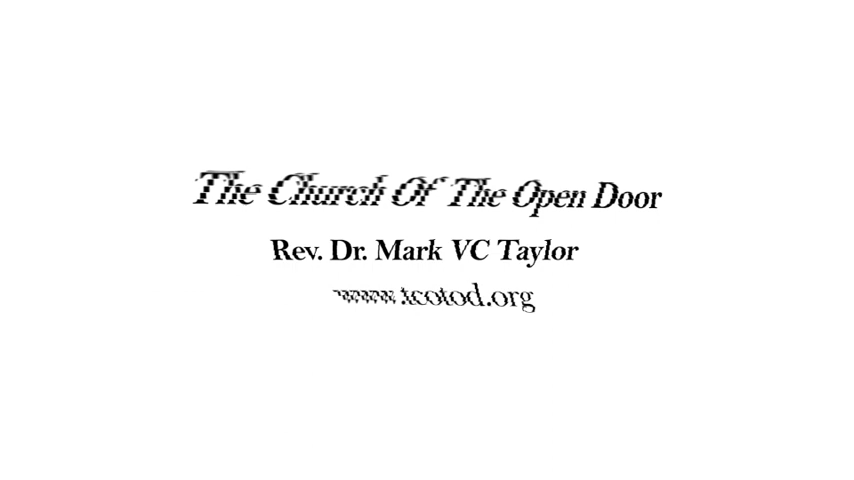 The Church Of The Open Door
Rev. Dr. Mark VC Taylor
www.tcotod.org